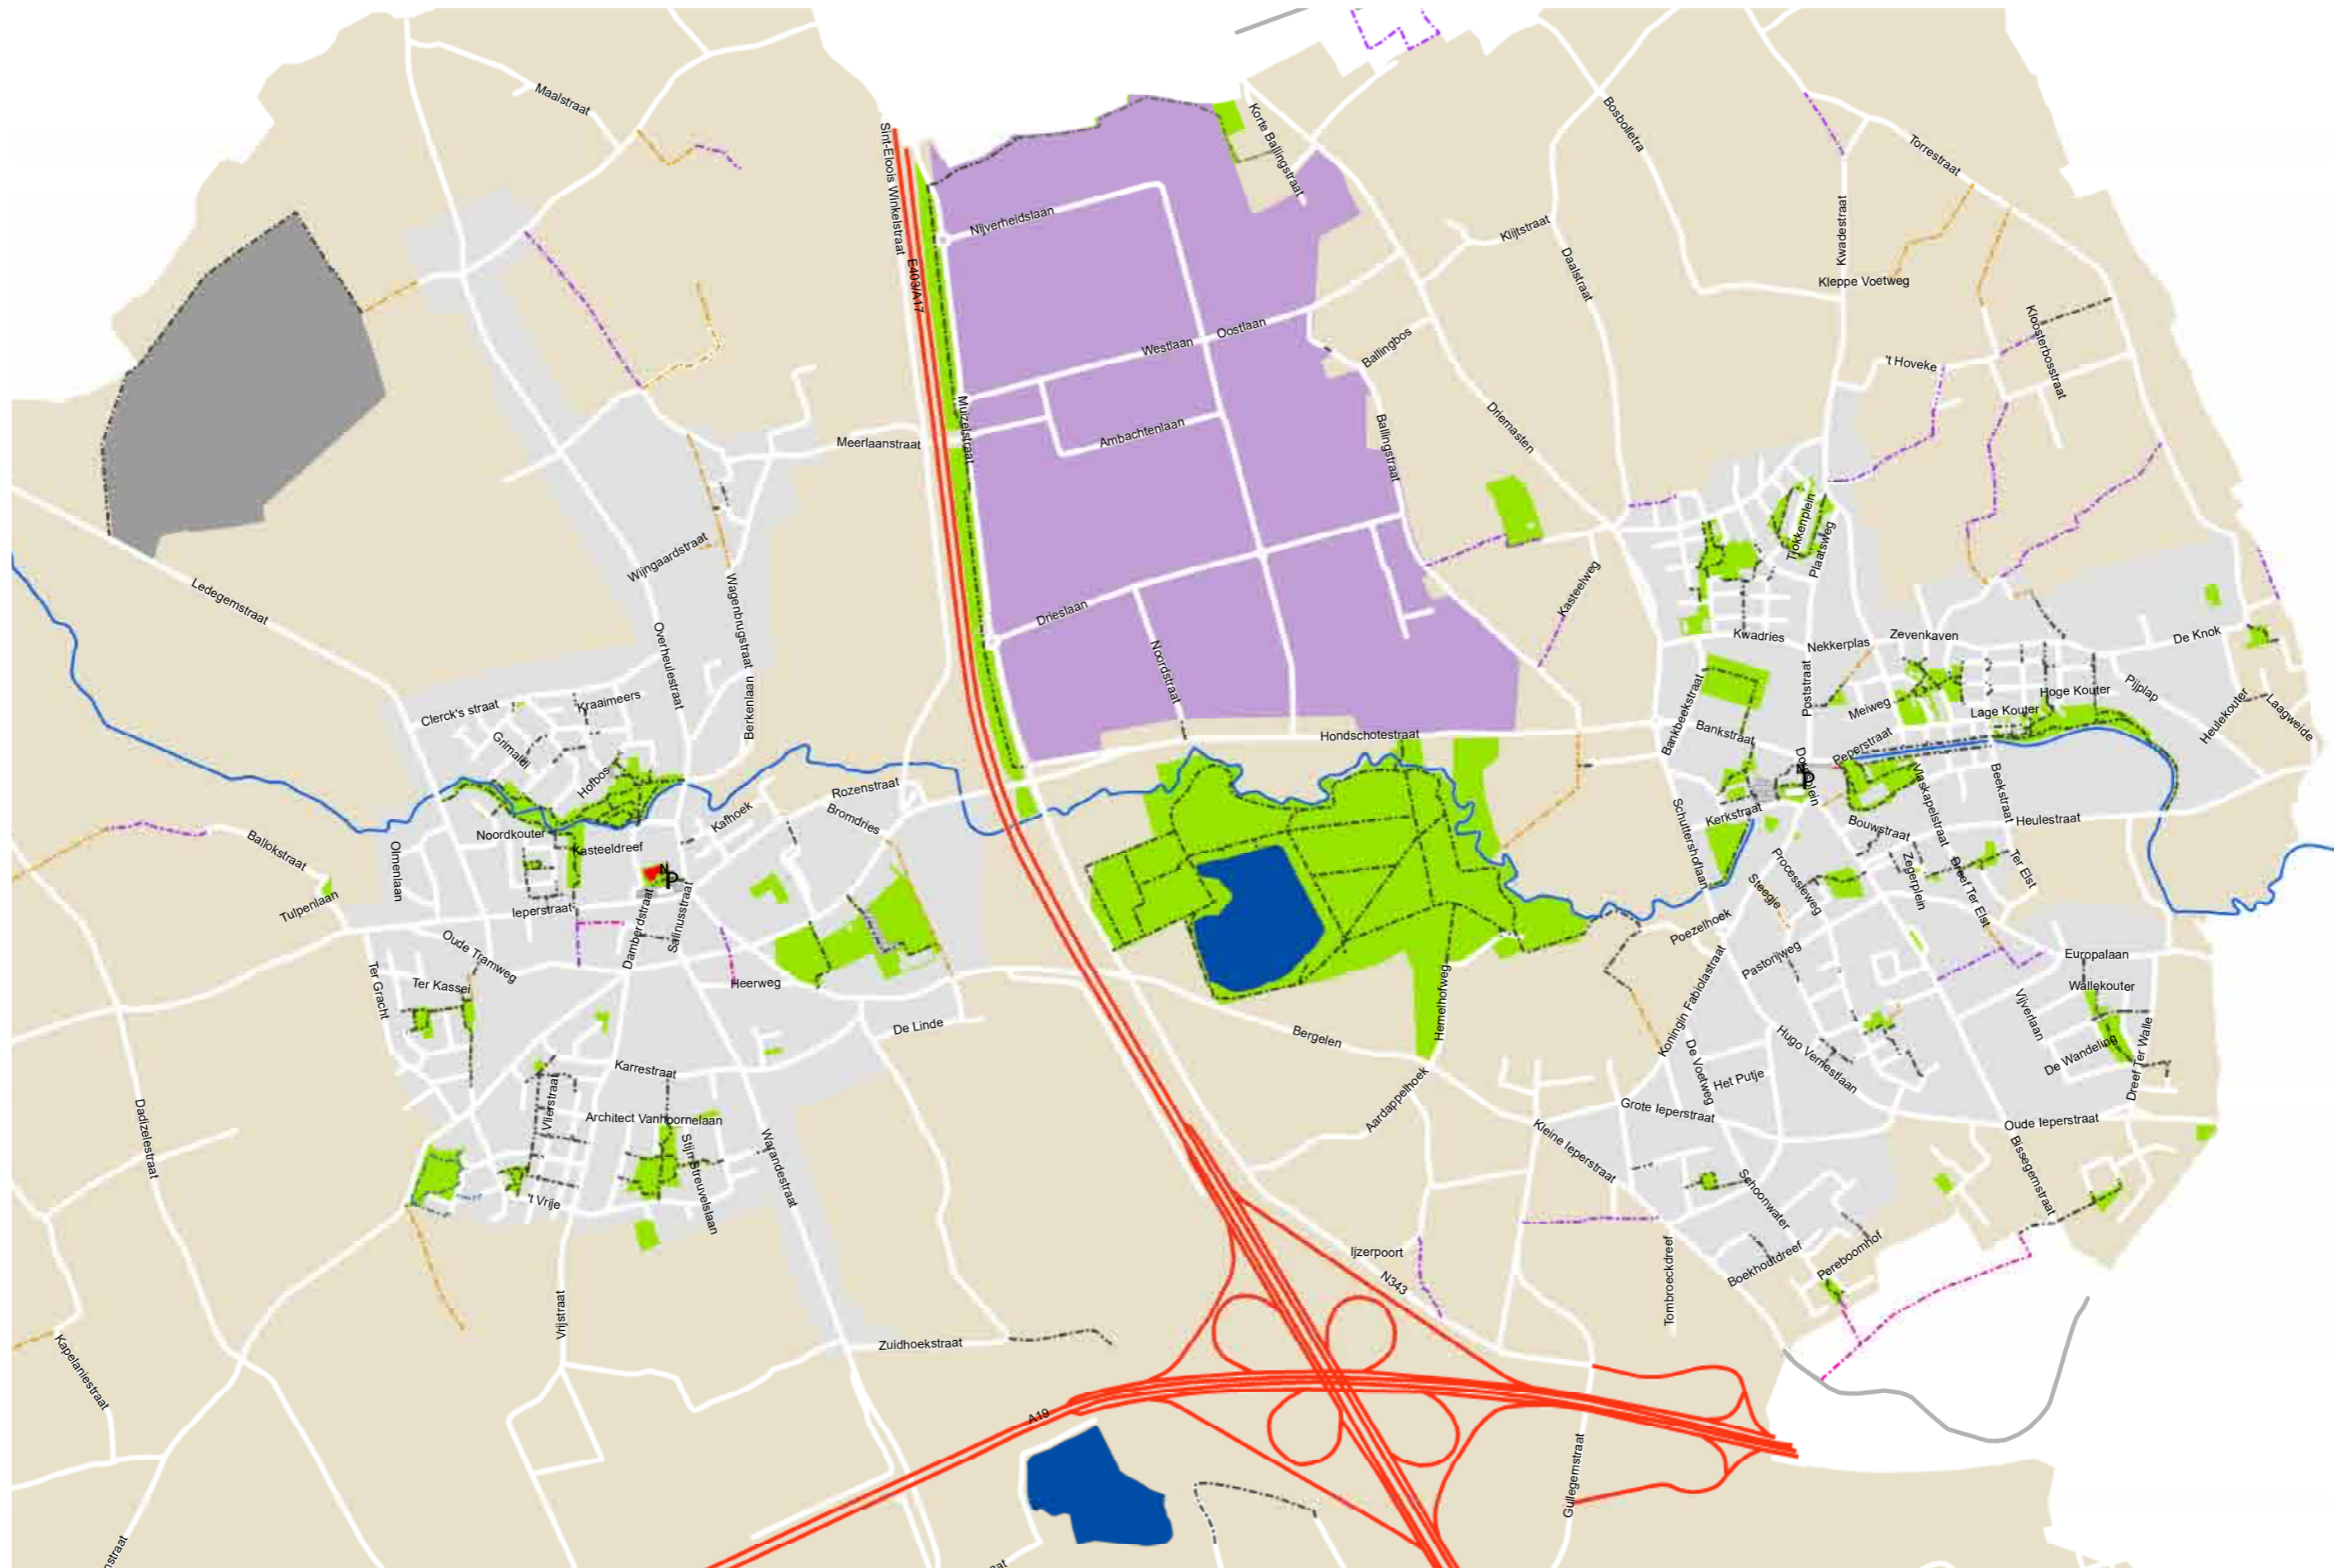 Maalstraat
Sint-Eloois Winkelstraat
E403/A17
Korte Ballingstraat
Bosbolletra
Torrestraat
Nijverheidslaan
Klijtstraat
Kwadestraat
Daalstraat
Kleppe Voetweg
Westlaan
Oostlaan
Ballingbos
Kloosterbosstraat
't Hoveke
Meerlaanstraat
Muizelstraat
Ambachtenlaan
Ballingstraat
Driemasten
Wijngaardstraat
Trokkenplein
Plaatsweg
Ledegemstraat
Wagenbrugstraat
Drieslaan
Kasteelweg
Overheulestraat
Noordstraat
Kwadries
Nekkerplas
Zevenkaven
De Knok
Clerck's straat
Kraaimeers
Berkenlaan
Bankbeekstraat
Poststraat
Hoge Kouter
Pijplap
Meiweg
Lage Kouter
Heulekouter
Laagweide
Grimaldi
Hofbos
Hondschotestraat
Bankstraat
Peperstraat
N
P
Rozenstraat
Kafhoek
Bromdries
Schuttershoflaan
Kerkstraat
Vlaskapelstraat
Beekstraat
Bouwstraat
Heulestraat
Noordkouter
Kasteeldreef
Ballokstraat
Olmenlaan
N
P
Tulpenlaan
Ieperstraat
Damberdstraat
Salinusstraat
Processieweg
Steegje
Zegerplein
Dreef Ter Elst
Ter Elst
Poezelhoek
Oude Tramweg
Pastorijweg
Europalaan
Ter Gracht
Ter Kassei
Heerweg
Hemelhofweg
Koningin Fabiolastraat
Wallekouter
Vijverlaan
De Linde
Bergelen
Hugo Verriestlaan
De Wandeling
Dreef Ter Walle
Karrestraat
De Voetweg
Het Putje
Vlierstraat
Architect Vanhoornelaan
Aardappelhoek
Grote Ieperstraat
Oude Ieperstraat
Dadizelestraat
Stijn Streuvelslaan
Warandestraat
Kleine Ieperstraat
Bissegemstraat
't Vrije
Schoonwater
Ijzerpoort
Boekhoutdreef
Pereboomhof
Tombroeckdreef
N343
Vrijstraat
Zuidhoekstraat
Kapelaniestraat
A19
Gullegemstraat